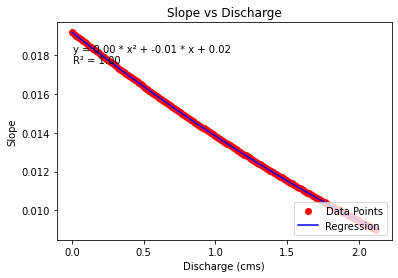 Slope vs Discharge
y = 0.00 * x² + -0.01 * x + 0.02
R² = 1.00
0.018
0.016
0.014
0.012
0.010
Slope
0.0 0.5 1.0 1.5 2.0
Discharge (cms)
Data Points
Regression